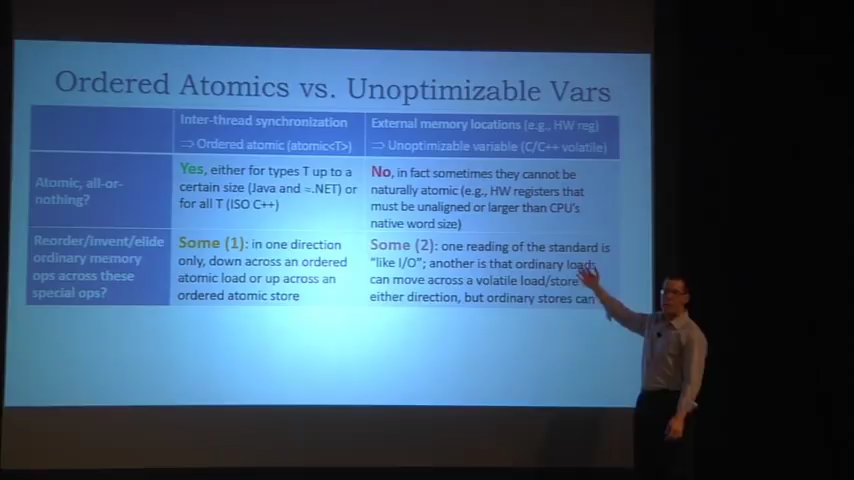 Ordered Atomics vs. Unoptimizable Vars
Inter-thread synchronization
⇒ Ordered atomic (atomic<T>)
External memory locations (e.g., HW reg)
⇒ Unoptimizable variable (C/C++ volatile)
Atomic, all-or-
nothing?
Yes, either for types T up to a
certain size (Java and ≈.NET) or
for all T (ISO C++)
No, in fact sometimes they cannot be
naturally atomic (e.g., HW registers that
must be unaligned or larger than CPU's
native word size)
Reorder/invent/elide
ordinary memory
ops across these
special ops?
Some (1): in one direction
only, down across an ordered
atomic load or up across an
ordered atomic store
Some (2): one reading of the standard is
"like I/O"; another is that ordinary loads
can move across a volatile load/store
either direction, but ordinary stores can